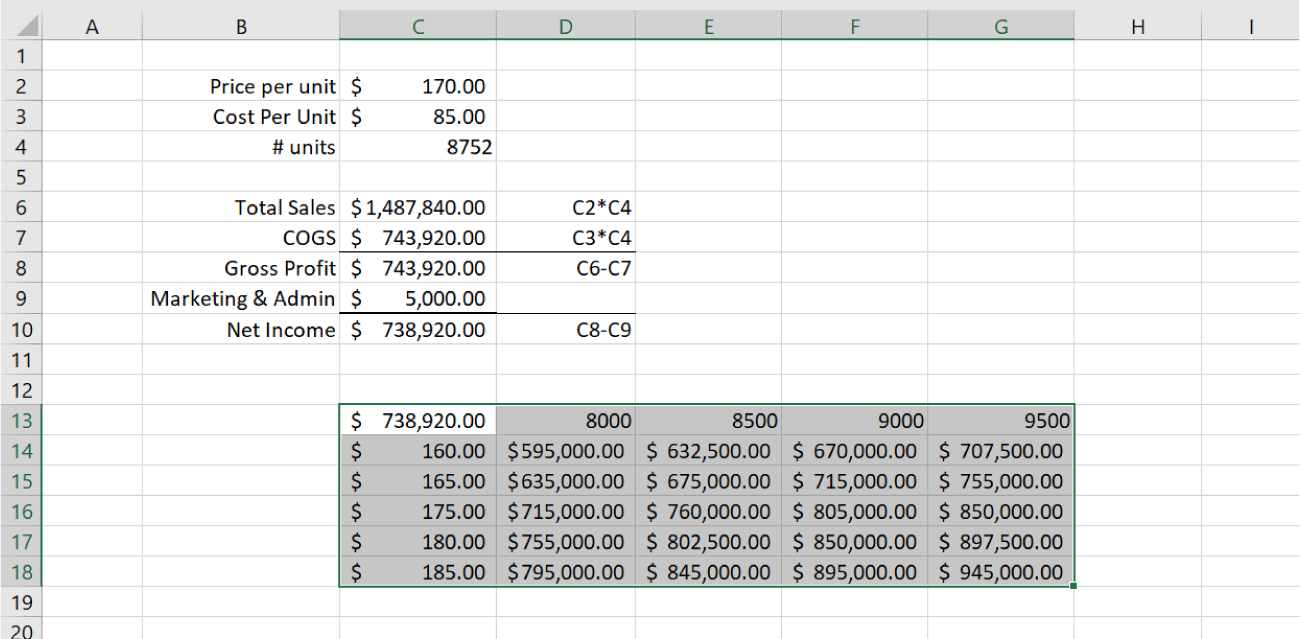 A B C D E F G H I
1
2 Price per unit $ 170.00
3 Cost Per Unit $ 85.00
4 # units 8752
5
6 Total Sales $ 1,487,840.00 C2*C4
7 COGS $ 743,920.00 C3*C4
8 Gross Profit $ 743,920.00 C6-C7
9 Marketing & Admin $ 5,000.00
10 Net Income $ 738,920.00 C8-C9
11
12
13 $ 738,920.00 8000 8500 9000 9500
14 $ 160.00 $595,000.00 $ 632,500.00 $ 670,000.00 $ 707,500.00
15 $ 165.00 $635,000.00 $ 675,000.00 $ 715,000.00 $ 755,000.00
16 $ 175.00 $715,000.00 $ 760,000.00 $ 805,000.00 $ 850,000.00
17 $ 180.00 $755,000.00 $ 802,500.00 $ 850,000.00 $ 897,500.00
18 $ 185.00 $795,000.00 $ 845,000.00 $ 895,000.00 $ 945,000.00
19
20